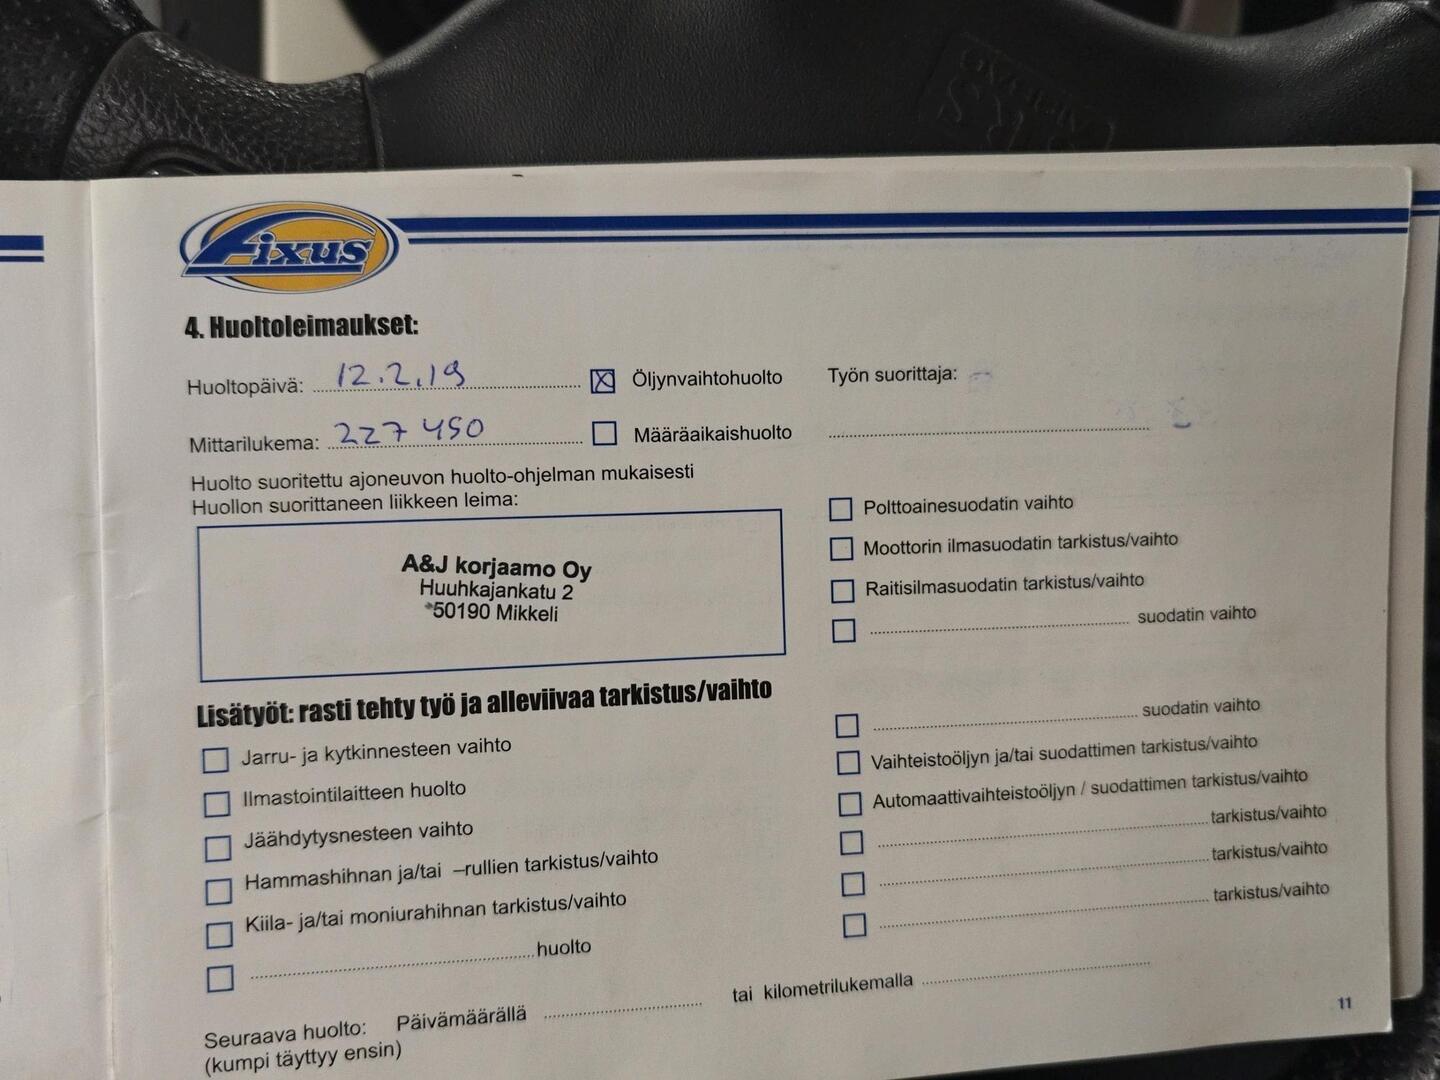 SRS
AIRBAG
Fixus
4. Huoltoleimaukset:
Huoltopäivä: 12.2.19 Öljynvaihtohuolto Työn suorittaja:
Mittarilukema: 227 450 Määräaikaishuolto
Huolto suoritettu ajoneuvon huolto-ohjelman mukaisesti
Huollon suorittaneen liikkeen leima:
A&J korjaamo Oy
Huuhkajankatu 2
50190 Mikkeli
Polttoainesuodatin vaihto
Moottorin ilmasuodatin tarkistus/vaihto
Raitisilmasuodatin tarkistus/vaihto
suodatin vaihto
Lisätyöt: rasti tehty työ ja alleviivaa tarkistus/vaihto
Jarru- ja kytkinnesteen vaihto
Ilmastointilaitteen huolto
Jäähdytysnesteen vaihto
Hammashihnan ja/tai –rullien tarkistus/vaihto
Kiila- ja/tai moniurahihnan tarkistus/vaihto
huolto
suodatin vaihto
Vaihteistoöljyn ja/tai suodattimen tarkistus/vaihto
Automaattivaihteistoöljyn / suodattimen tarkistus/vaihto
tarkistus/vaihto
tarkistus/vaihto
tarkistus/vaihto
Seuraava huolto: Päivämäärällä tai kilometrilukemalla
(kumpi täyttyy ensin)
11